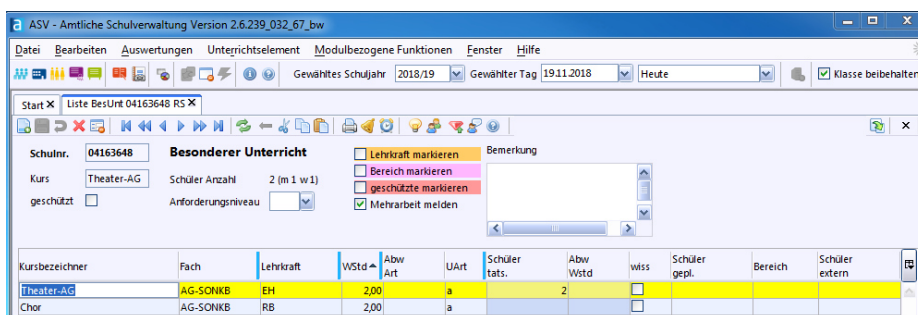 ASV - Amtliche Schulverwaltung Version 2.6.239_032_67_bw
Datei Bearbeiten Auswertungen Unterrichtselement Modulbezogene Funktionen Fenster Hilfe
Gewähltes Schuljahr 2018/19 Gewählter Tag 19.11.2018 Heute Klasse beibehalten
Start X Liste BesUnt 04163648 RS X
Schulnr. 04163648 Besonderer Unterricht Lehrkraft markieren Bemerkung
Kurs Theater-AG Schüler Anzahl 2 (m 1 w 1) Bereich markieren
geschützte markieren
geschützt Anforderungsniveau Mehrarbeit melden
Kursbezeichner Fach Lehrkraft WStd Abw Art UArt Schüler tats. Abw Wstd wiss Schüler gepl. Bereich Schüler extern
Theater-AG AG-SONKB EH 2,00 a 2
Chor AG-SONKB RB 2,00 a